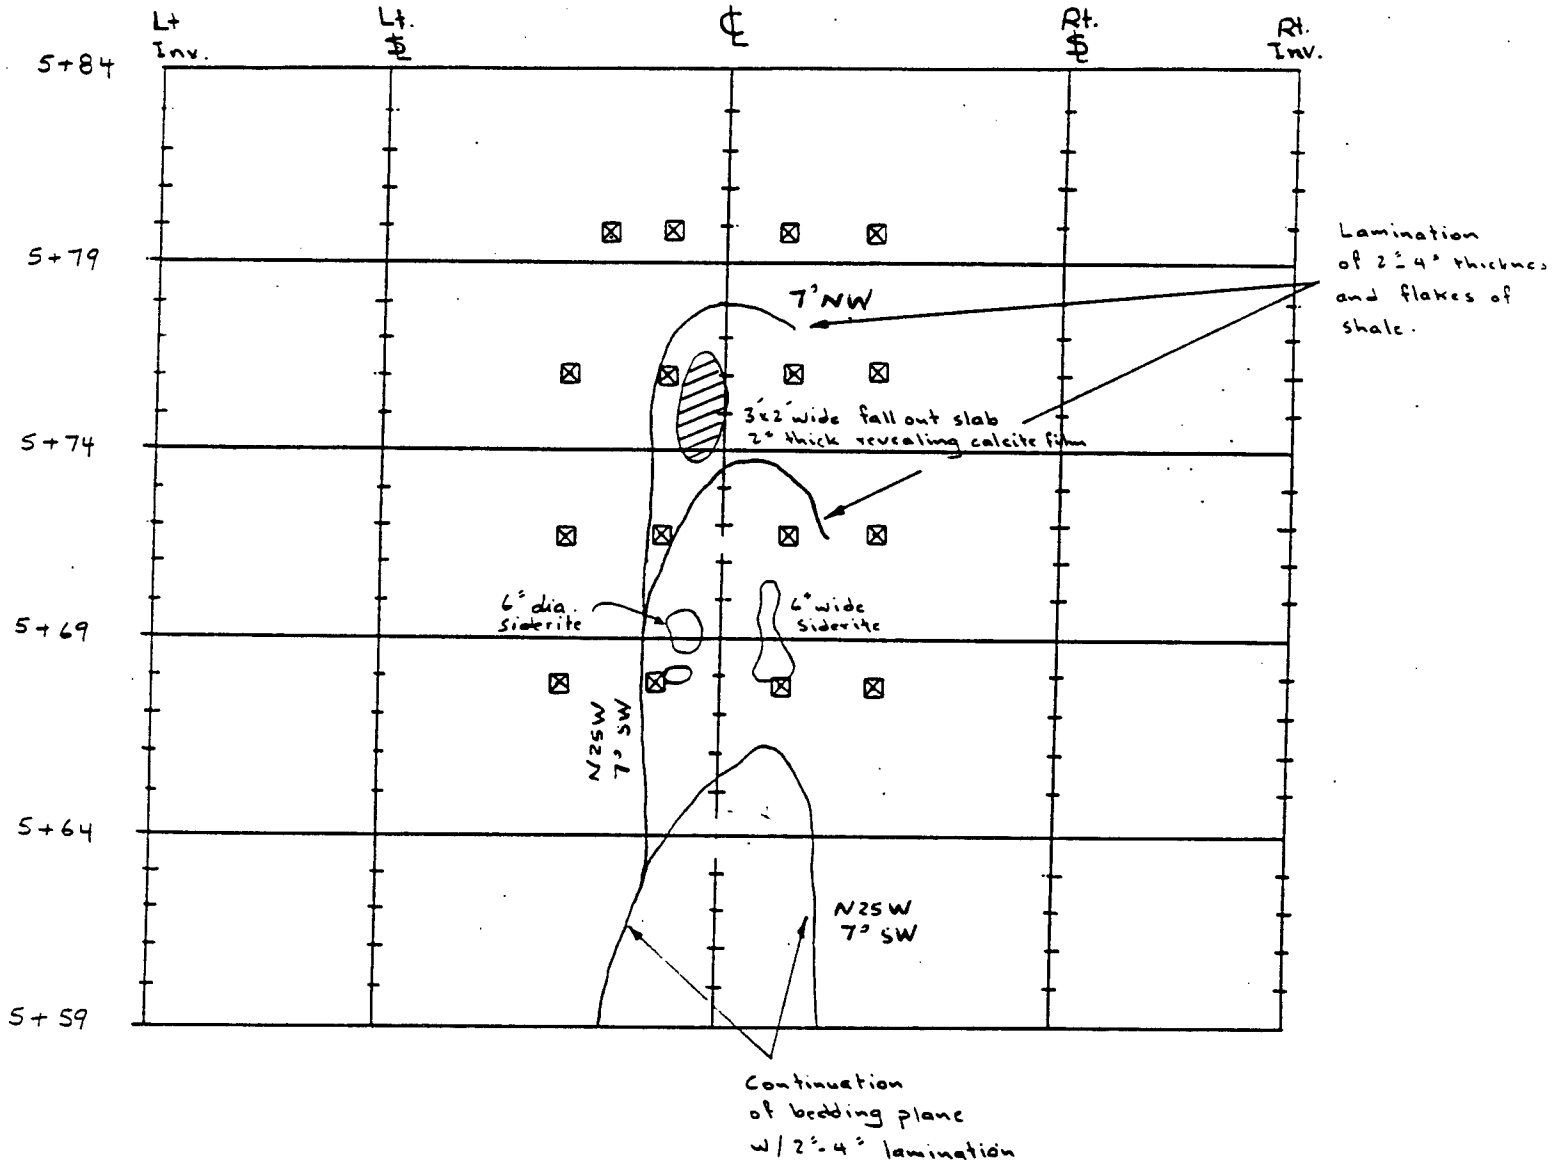 Lt Inv.
Lt. ⅊
℄
Rt. ⅊
Rt. Inv.
5+84
5+79
Lamination
of 2"-4" thicknes
and flakes of
shale.
7° NW
3'x2' wide fall out slab
2" thick revealing calcite film
5+74
6" dia.
siderite
6" wide
siderite
5+69
N25W
7° SW
5+64
N25W
7° SW
5+59
Continuation
of bedding plane
w/ 2"-4" lamination